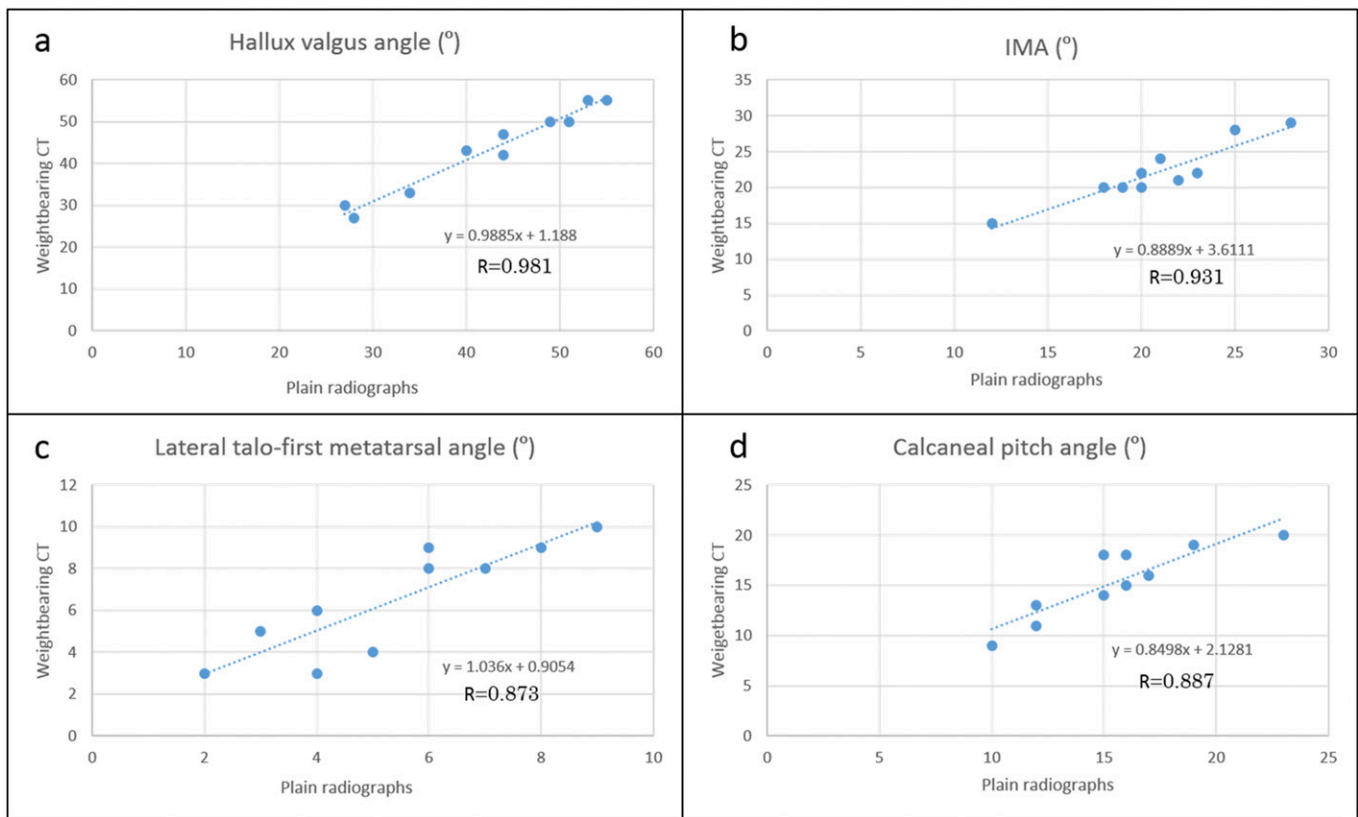 a
Hallux valgus angle (°)
Weightbearing CT
60
50
40
30
20
10
0
y = 0.9885x + 1.188
R=0.981
0 10 20 30 40 50 60
Plain radiographs
b
IMA (°)
Weightbearing CT
35
30
25
20
15
10
5
0
y = 0.8889x + 3.6111
R=0.931
0 5 10 15 20 25 30
Plain radiographs
c
Lateral talo-first metatarsal angle (°)
Weightbearing CT
12
10
8
6
4
2
0
y = 1.036x + 0.9054
R=0.873
0 2 4 6 8 10
Plain radiographs
d
Calcaneal pitch angle (°)
Weigetbearing CT
25
20
15
10
5
0
y = 0.8498x + 2.1281
R=0.887
0 5 10 15 20 25
Plain radiographs